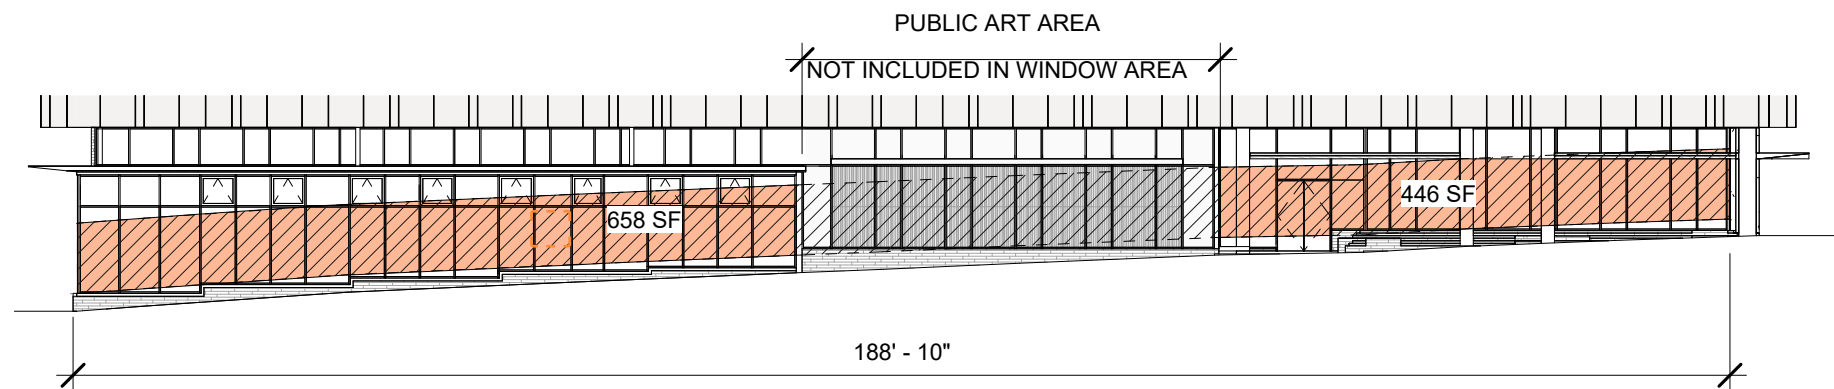 PUBLIC ART AREA
NOT INCLUDED IN WINDOW AREA
658 SF
446 SF
188' - 10"